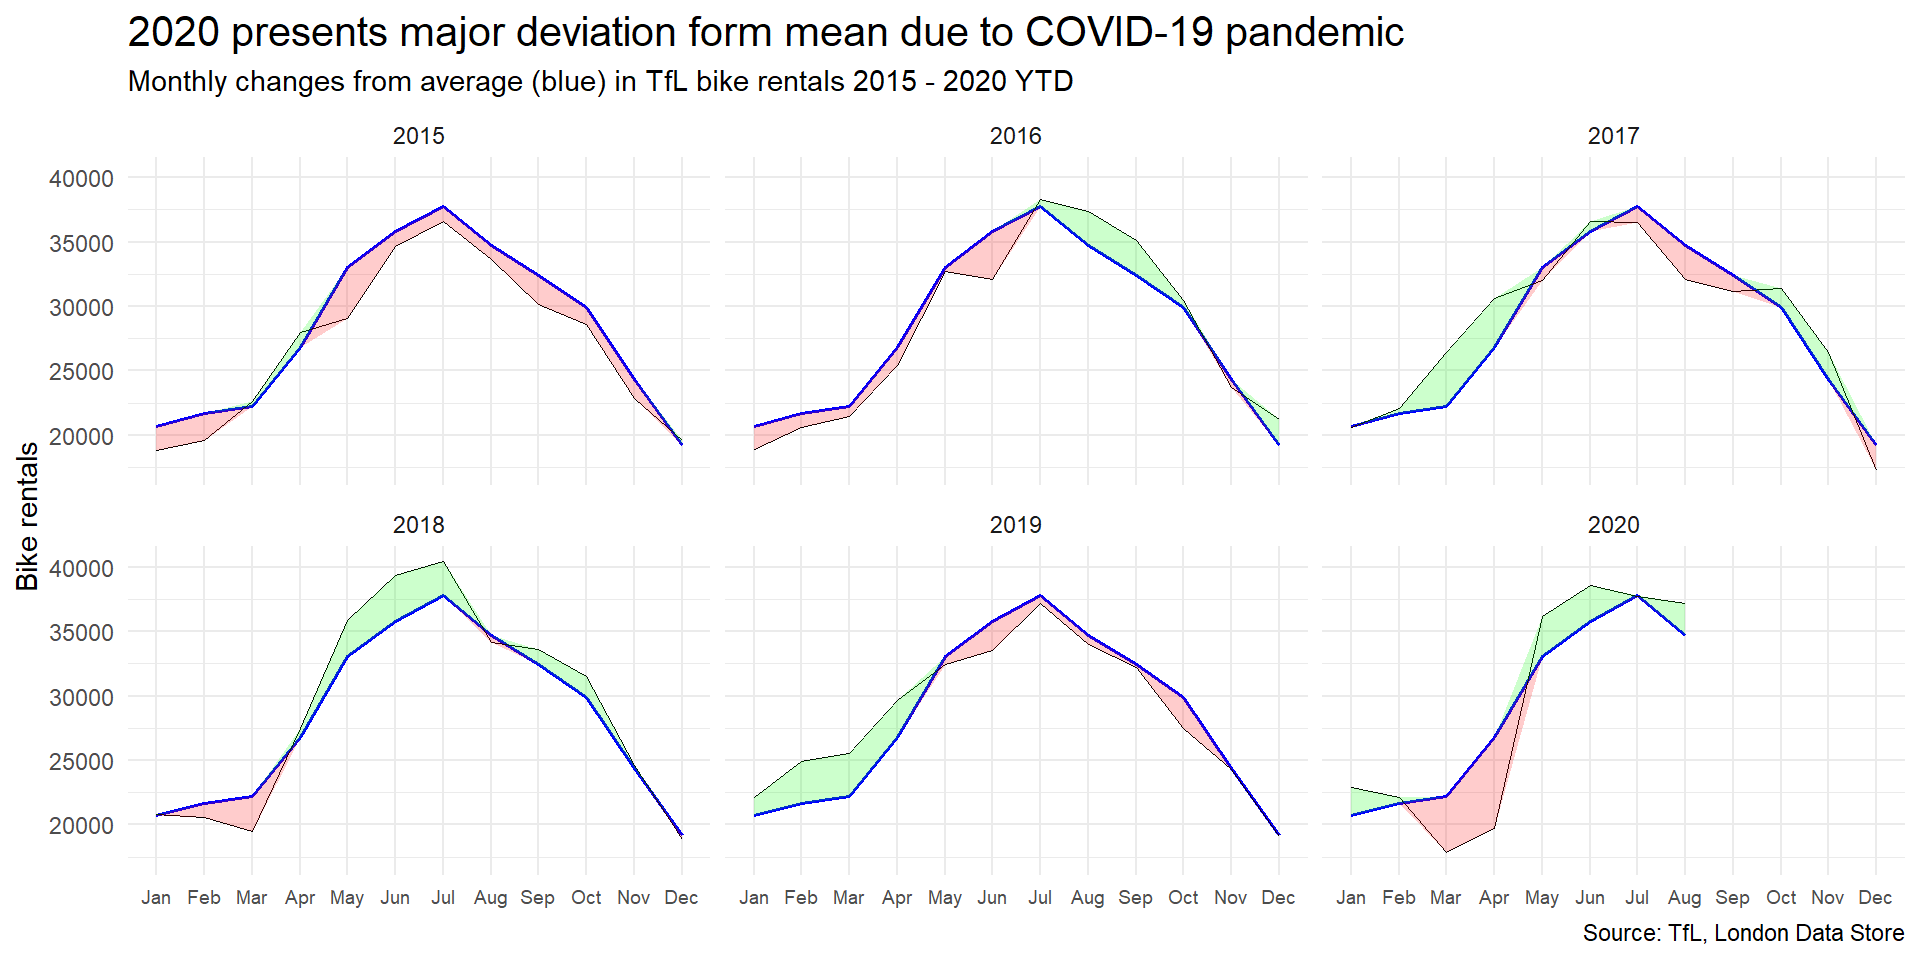 2020 presents major deviation form mean due to COVID-19 pandemic
Monthly changes from average (blue) in TfL bike rentals 2015 - 2020 YTD
2015 2016 2017
40000
35000
30000
25000
20000
Bike rentals
2018 2019 2020
40000
35000
30000
25000
20000
Jan Feb Mar Apr May Jun Jul Aug Sep Oct Nov Dec Jan Feb Mar Apr May Jun Jul Aug Sep Oct Nov Dec Jan Feb Mar Apr May Jun Jul Aug Sep Oct Nov Dec
Source: TfL, London Data Store